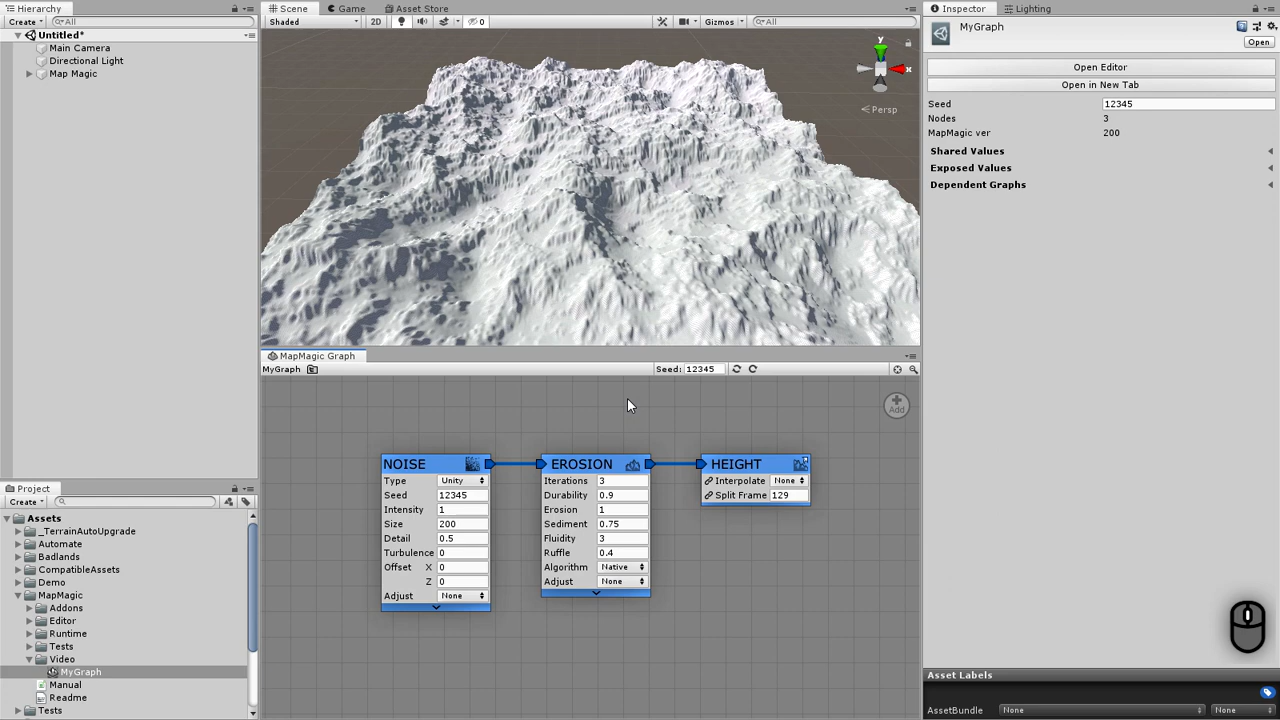 Hierarchy
Create
All
Untitled*
Main Camera
Directional Light
Map Magic
Scene
Game
Asset Store
Shaded
2D
0
Gizmos
All
y
x
Persp
Inspector
Lighting
MyGraph
Open
Open Editor
Open in New Tab
Seed 12345
Nodes 3
MapMagic ver 200
Shared Values
Exposed Values
Dependent Graphs
MapMagic Graph
MyGraph
Seed: 12345
Add
NOISE
Type Unity
Seed 12345
Intensity 1
Size 200
Detail 0.5
Turbulence 0
Offset X 0
Z 0
Adjust None
EROSION
Iterations 3
Durability 0.9
Erosion 1
Sediment 0.75
Fluidity 3
Ruffle 0.4
Algorithm Native
Adjust None
HEIGHT
Interpolate None
Split Frame 129
Project
Create
Assets
_TerrainAutoUpgrade
Automate
Badlands
CompatibleAssets
Demo
MapMagic
Addons
Editor
Runtime
Tests
Video
MyGraph
Manual
Readme
Tests
Asset Labels
AssetBundle None None